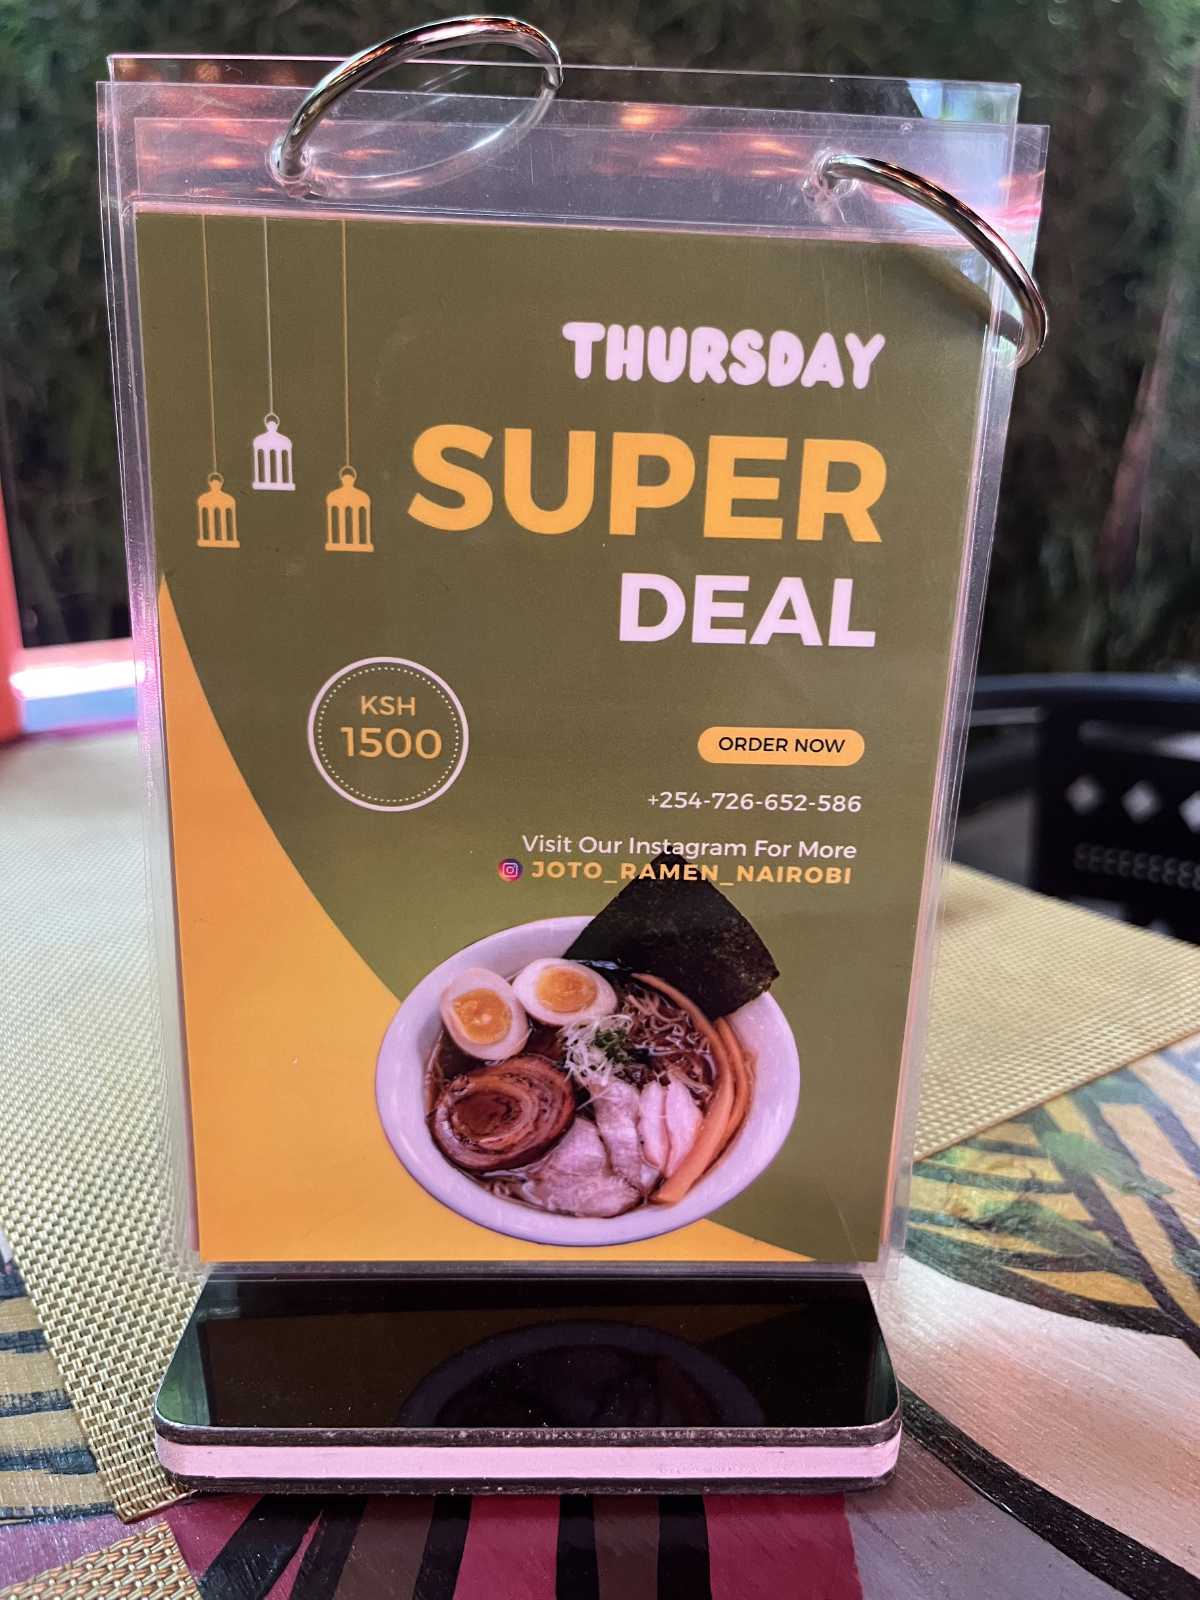 THURSDAY
SUPER
DEAL
KSH
1500
ORDER NOW
+254-726-652-586
Visit Our Instagram For More
JOTO_RAMEN_NAIROBI